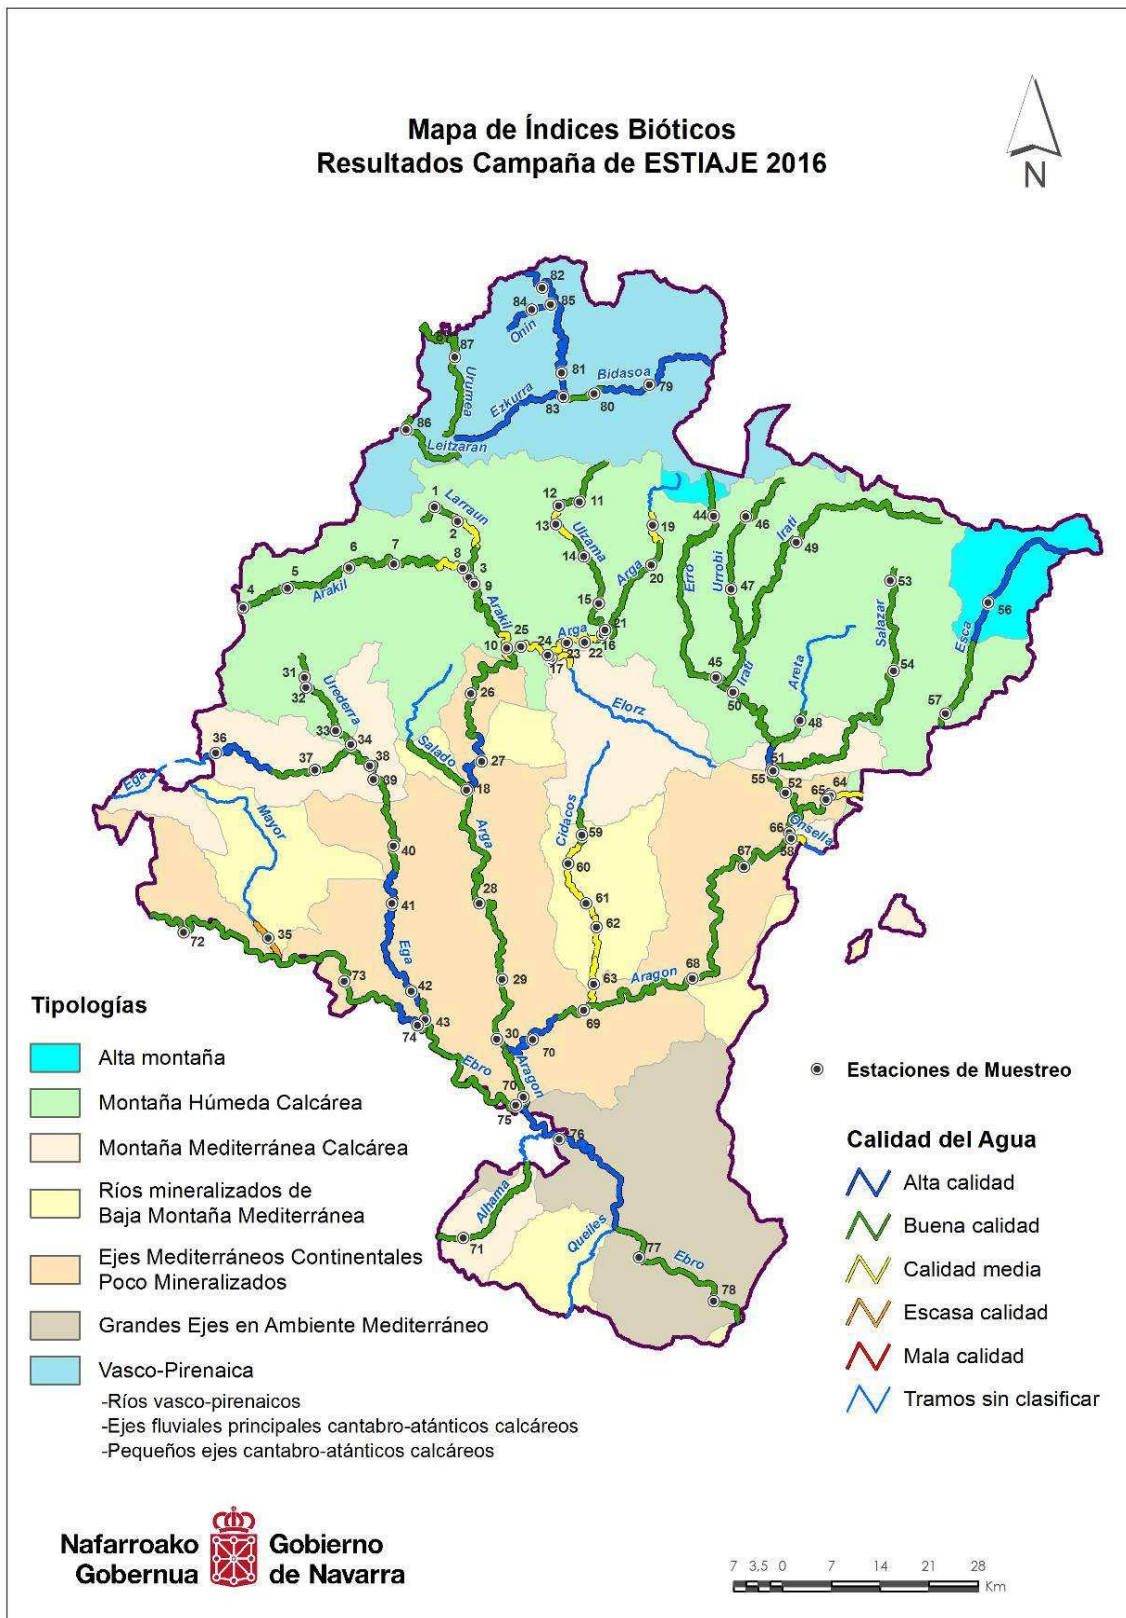 Mapa de Índices Bióticos
Resultados Campaña de ESTIAJE 2016
N
82
84
85
Onin
87
87
Urumea
81
Bidasoa
79
Ezkurra
83
80
86
Leitzaran
1
Larraun
2
12
11
13
Ulzama
14
19
Arga
20
44
46
Irati
49
Erro
Urrobi
47
6
7
8
3
5
Arakil
9
4
Arakil
15
53
56
Esca
Salazar
21
25
24
Arga
16
10
23
22
17
Areta
54
31
32
Urederra
26
Elorz
45
Irati
50
57
33
34
48
36
Salado
37
38
39
27
51
55
Ega
18
52
64
65
Mayor
Cidacos
59
Onsella
66
58
Arga
40
60
67
41
28
61
62
35
72
Ega
Aragon
68
29
63
73
42
69
43
74
30
70
Ebro
Aragon
70
75
76
Alhama
71
Queiles
77
Ebro
78
Tipologías
Alta montaña
Montaña Húmeda Calcárea
Montaña Mediterránea Calcárea
Ríos mineralizados de
Baja Montaña Mediterránea
Ejes Mediterráneos Continentales
Poco Mineralizados
Grandes Ejes en Ambiente Mediterráneo
Vasco-Pirenaica
-Ríos vasco-pirenaicos
-Ejes fluviales principales cantabro-atánticos calcáreos
-Pequeños ejes cantabro-atánticos calcáreos
Estaciones de Muestreo
Calidad del Agua
Alta calidad
Buena calidad
Calidad media
Escasa calidad
Mala calidad
Tramos sin clasificar
Nafarroako Gobernua
Gobierno de Navarra
7 3,5 0 7 14 21 28
Km